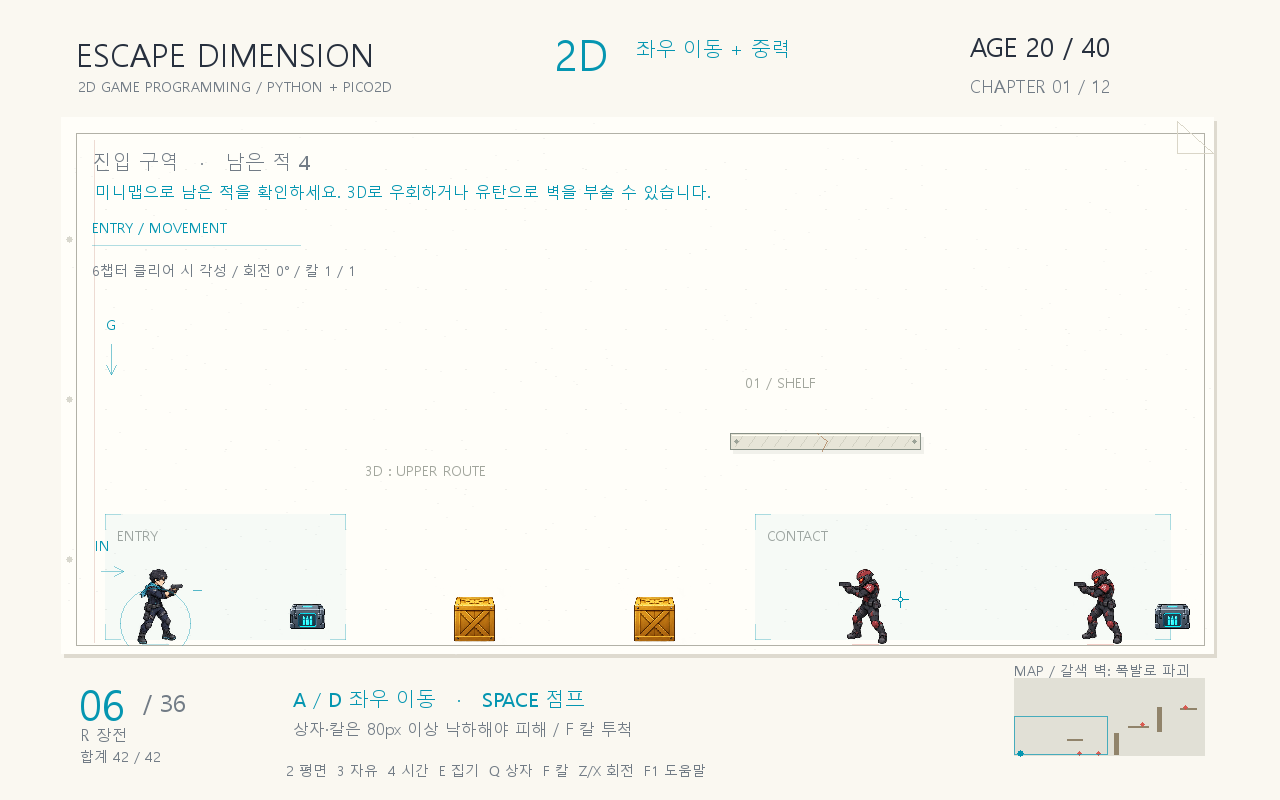 ESCAPE DIMENSION
2D GAME PROGRAMMING / PYTHON + PICO2D
2D 좌우 이동 + 중력
AGE 20 / 40
CHAPTER 01 / 12
진입 구역 · 남은 적 4
미니맵으로 남은 적을 확인하세요. 3D로 우회하거나 유탄으로 벽을 부술 수 있습니다.
ENTRY / MOVEMENT
6챕터 클리어 시 각성 / 회전 0° / 칼 1 / 1
G
01 / SHELF
3D : UPPER ROUTE
ENTRY
IN
CONTACT
MAP / 갈색 벽: 폭발로 파괴
06 / 36
R 장전
합계 42 / 42
A / D 좌우 이동 · SPACE 점프
상자·칼은 80px 이상 낙하해야 피해 / F 칼 투척
2 평면 3 자유 4 시간 E 집기 Q 상자 F 칼 Z/X 회전 F1 도움말